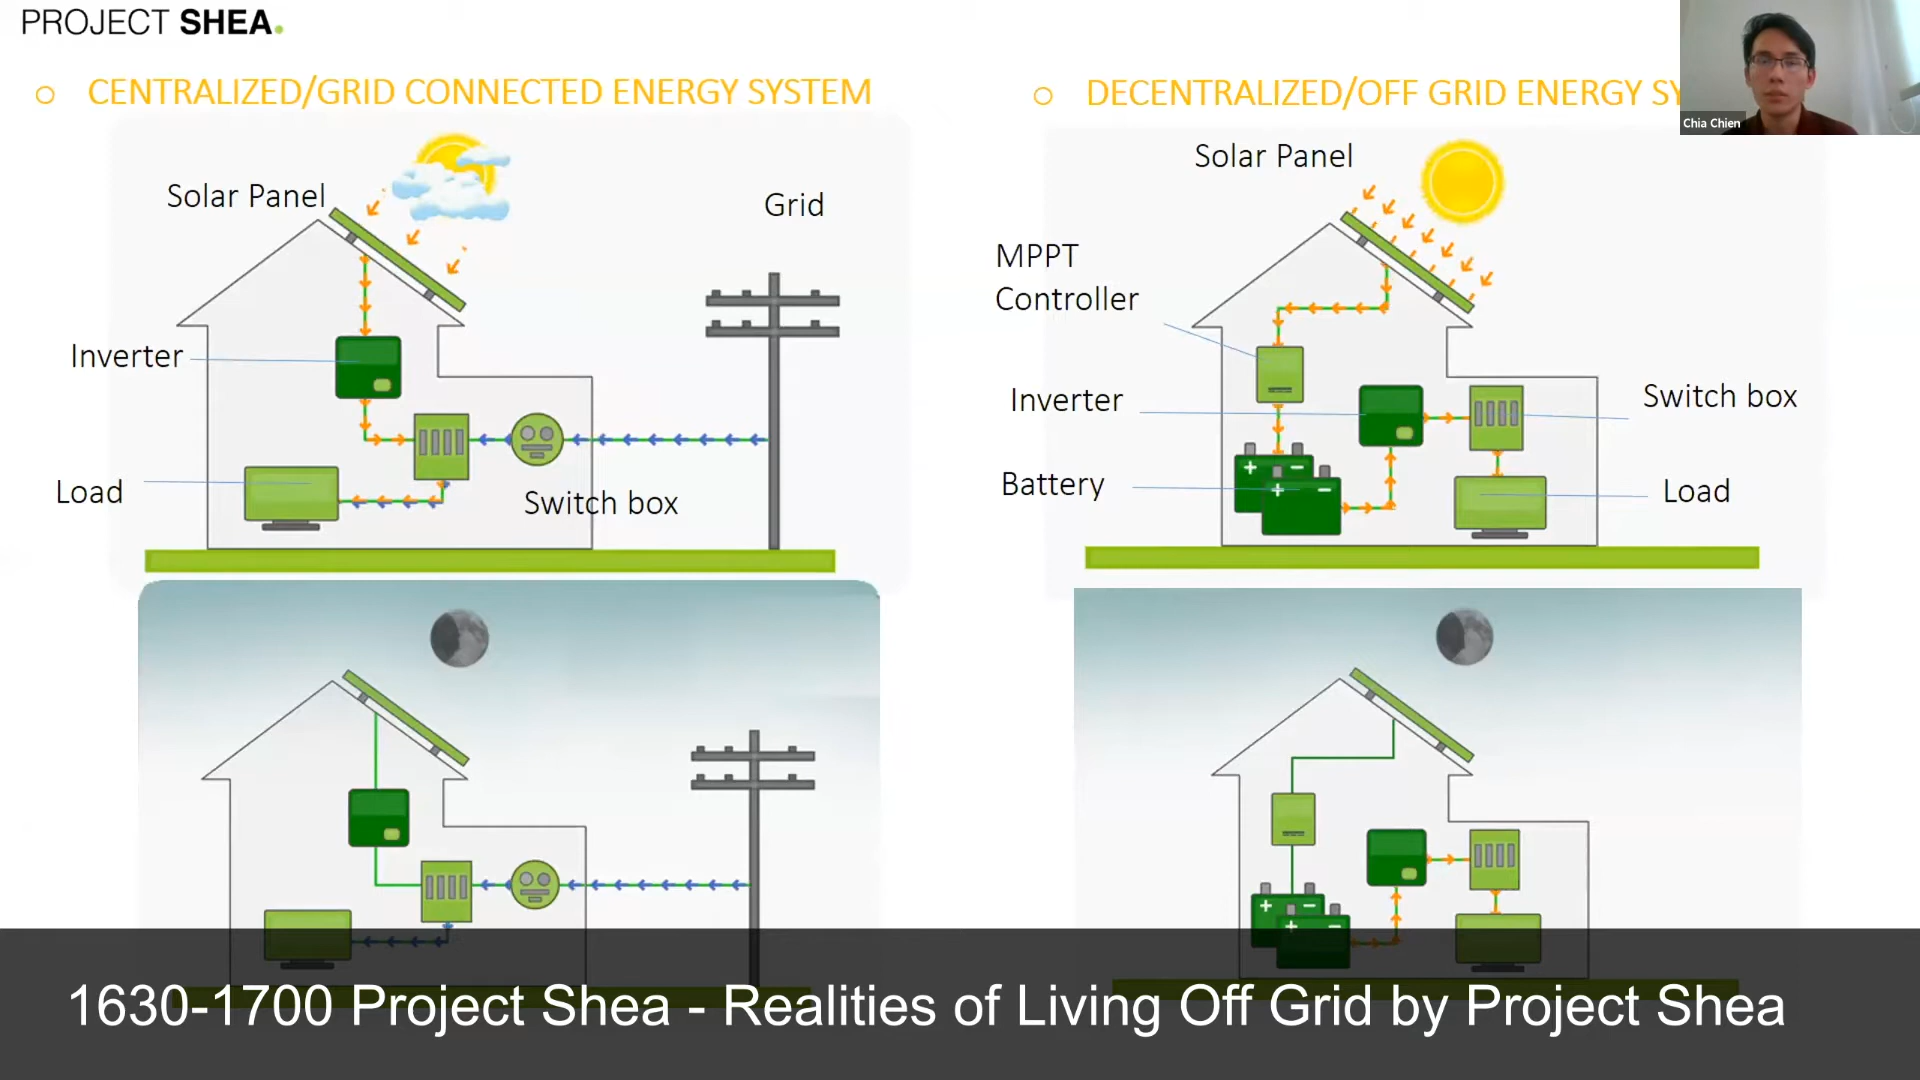 PROJECT SHEA.
CENTRALIZED/GRID CONNECTED ENERGY SYSTEM
Solar Panel
Grid
Inverter
Load
Switch box
DECENTRALIZED/OFF GRID ENERGY SY
Chia Chien
Solar Panel
MPPT
Controller
Inverter
Switch box
Battery
Load
1630-1700 Project Shea - Realities of Living Off Grid by Project Shea